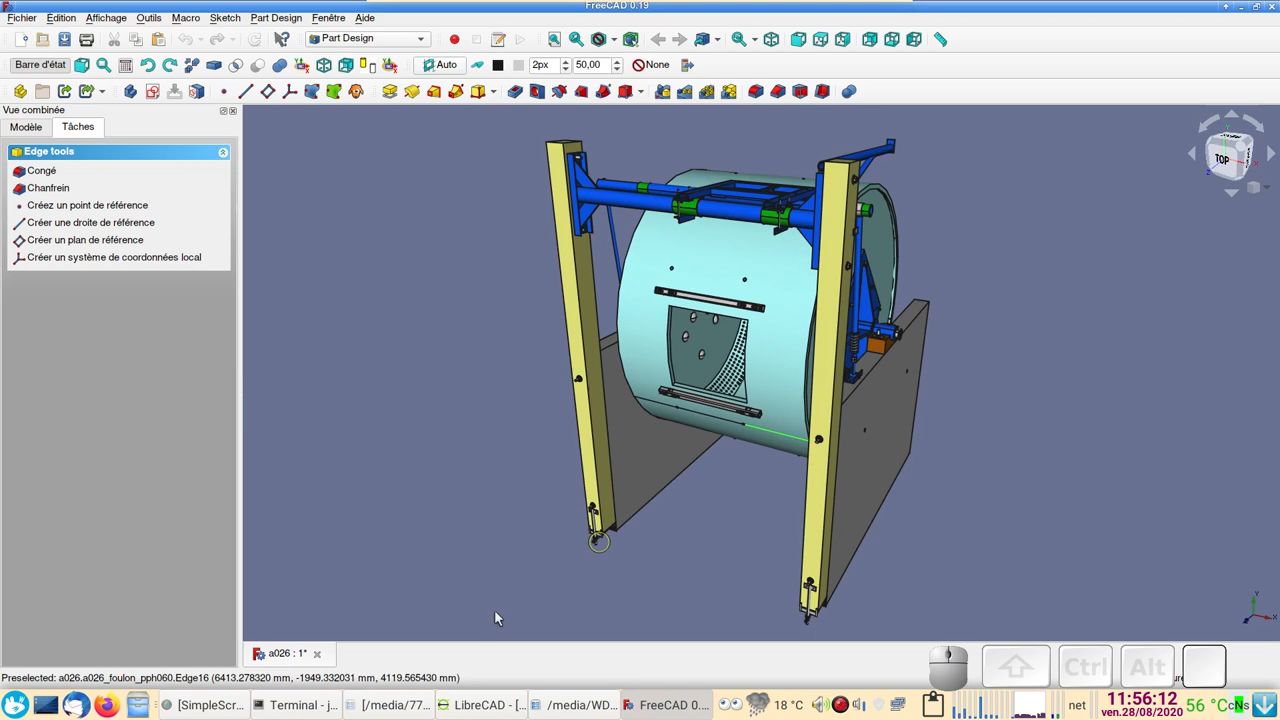 FreeCAD 0.19
Fichier Édition Affichage Outils Macro Sketch Part Design Fenêtre Aide
Part Design
Barre d'état Auto 2px 50,00 None
Vue combinée
Modèle Tâches
Edge tools
Congé
Chanfrein
Créez un point de référence
Créer une droite de référence
Créer un plan de référence
Créer un système de coordonnées local
TOP
Y
X
a026 : 1*
Preselected: a026.a026_foulon_pph060.Edge16 (6413.278320 mm, -1949.332031 mm, 4119.565430 mm)
Ctrl Alt
[SimpleScr... Terminal - j... [/media/77... LibreCAD - [... /media/WD... FreeCAD 0....
18 °C
net
11:56:12
ven.28/08/2020
56 °C